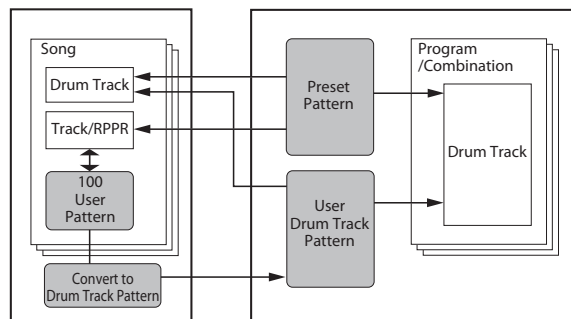 Song
Drum Track
Track/RPPR
100
User
Pattern
Convert to
Drum Track Pattern
Preset
Pattern
User
Drum Track
Pattern
Program
/Combination
Drum Track